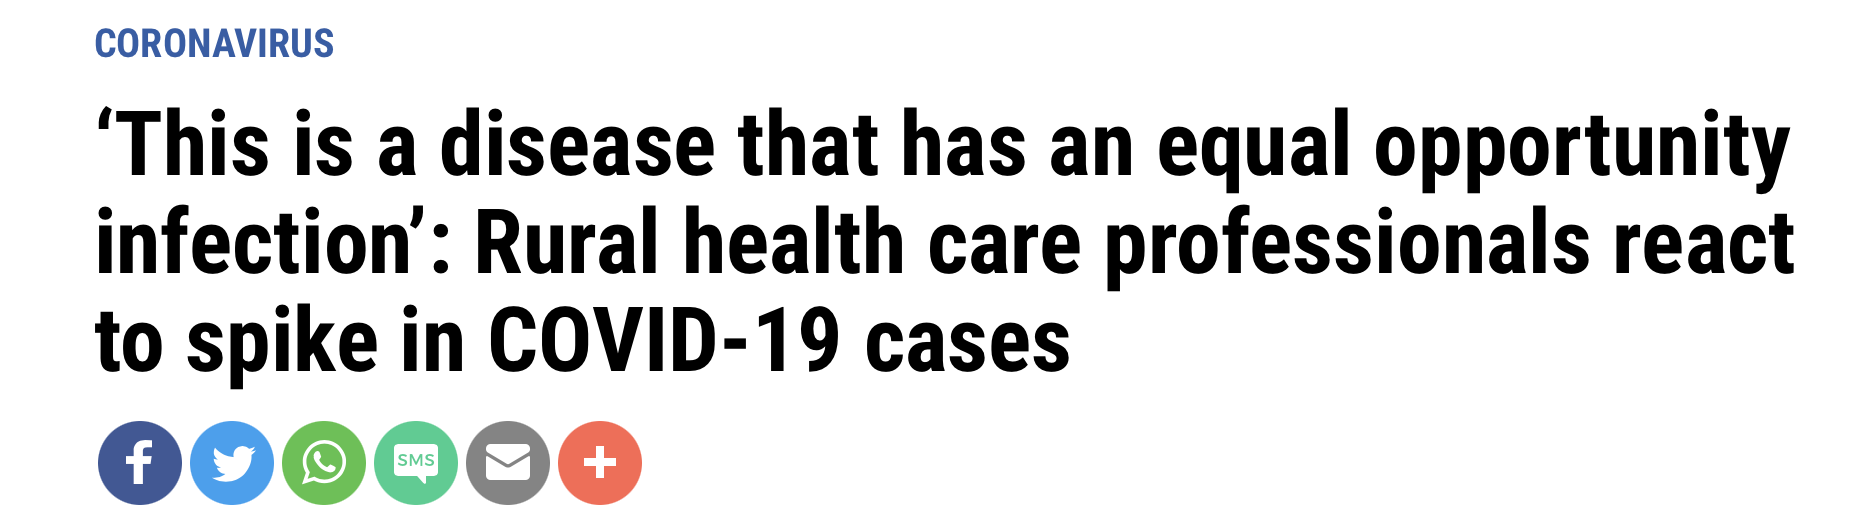 CORONAVIRUS
‘This is a disease that has an equal opportunity
infection’: Rural health care professionals react
to spike in COVID-19 cases
SMS